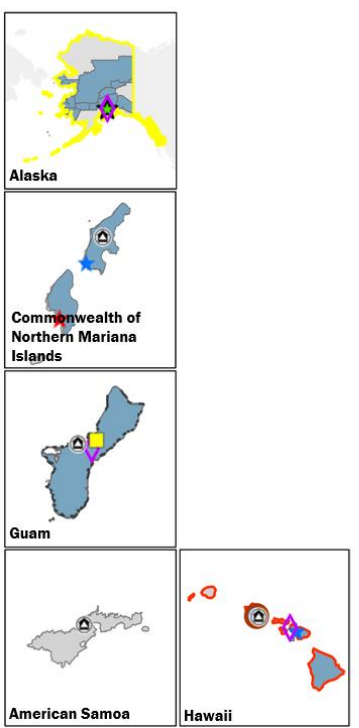 Alaska
Commonwealth of
Northern Mariana
Islands
Guam
American Samoa
Hawaii